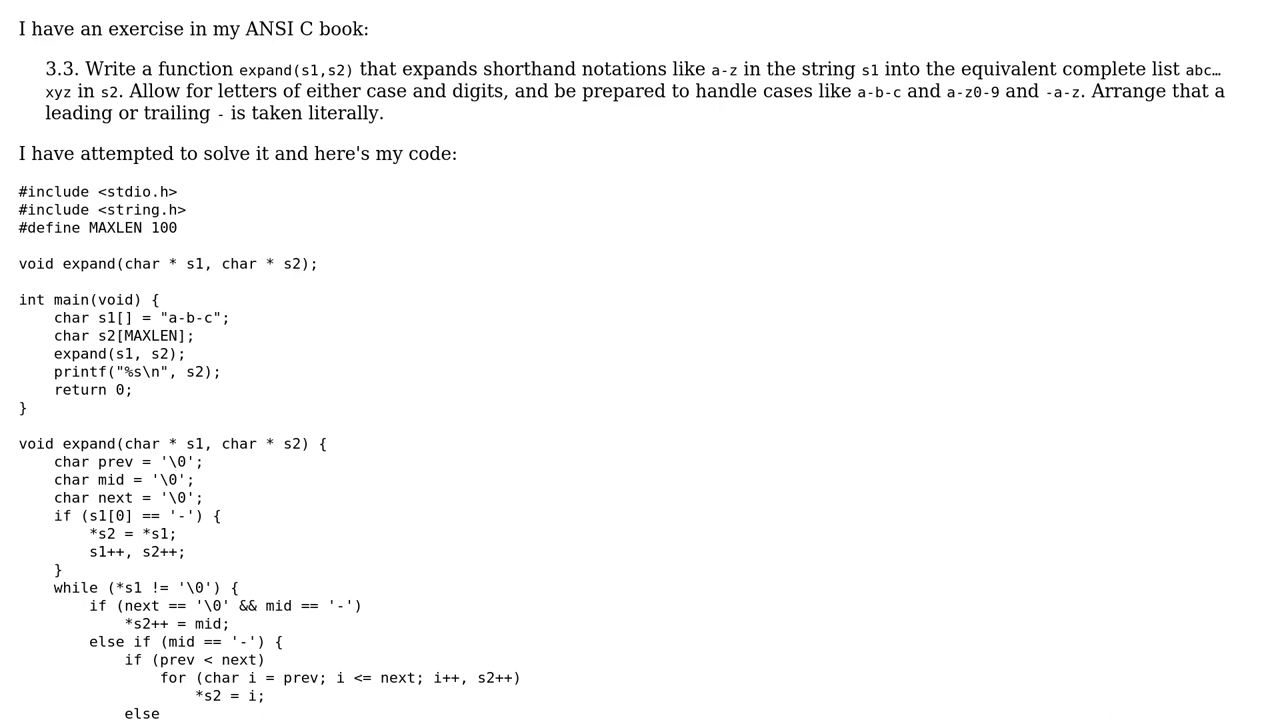 I have an exercise in my ANSI C book:
3.3. Write a function expand(s1,s2) that expands shorthand notations like a-z in the string s1 into the equivalent complete list abc…
xyz in s2. Allow for letters of either case and digits, and be prepared to handle cases like a-b-c and a-z0-9 and -a-z. Arrange that a
leading or trailing - is taken literally.
I have attempted to solve it and here's my code:
#include <stdio.h>
#include <string.h>
#define MAXLEN 100
void expand(char * s1, char * s2);
int main(void) {
    char s1[] = "a-b-c";
    char s2[MAXLEN];
    expand(s1, s2);
    printf("%s\n", s2);
    return 0;
}
void expand(char * s1, char * s2) {
    char prev = '\0';
    char mid = '\0';
    char next = '\0';
    if (s1[0] == '-') {
        *s2 = *s1;
        s1++, s2++;
    }
    while (*s1 != '\0') {
        if (next == '\0' && mid == '-')
            *s2++ = mid;
        else if (mid == '-') {
            if (prev < next)
                for (char i = prev; i <= next; i++, s2++)
                    *s2 = i;
            else